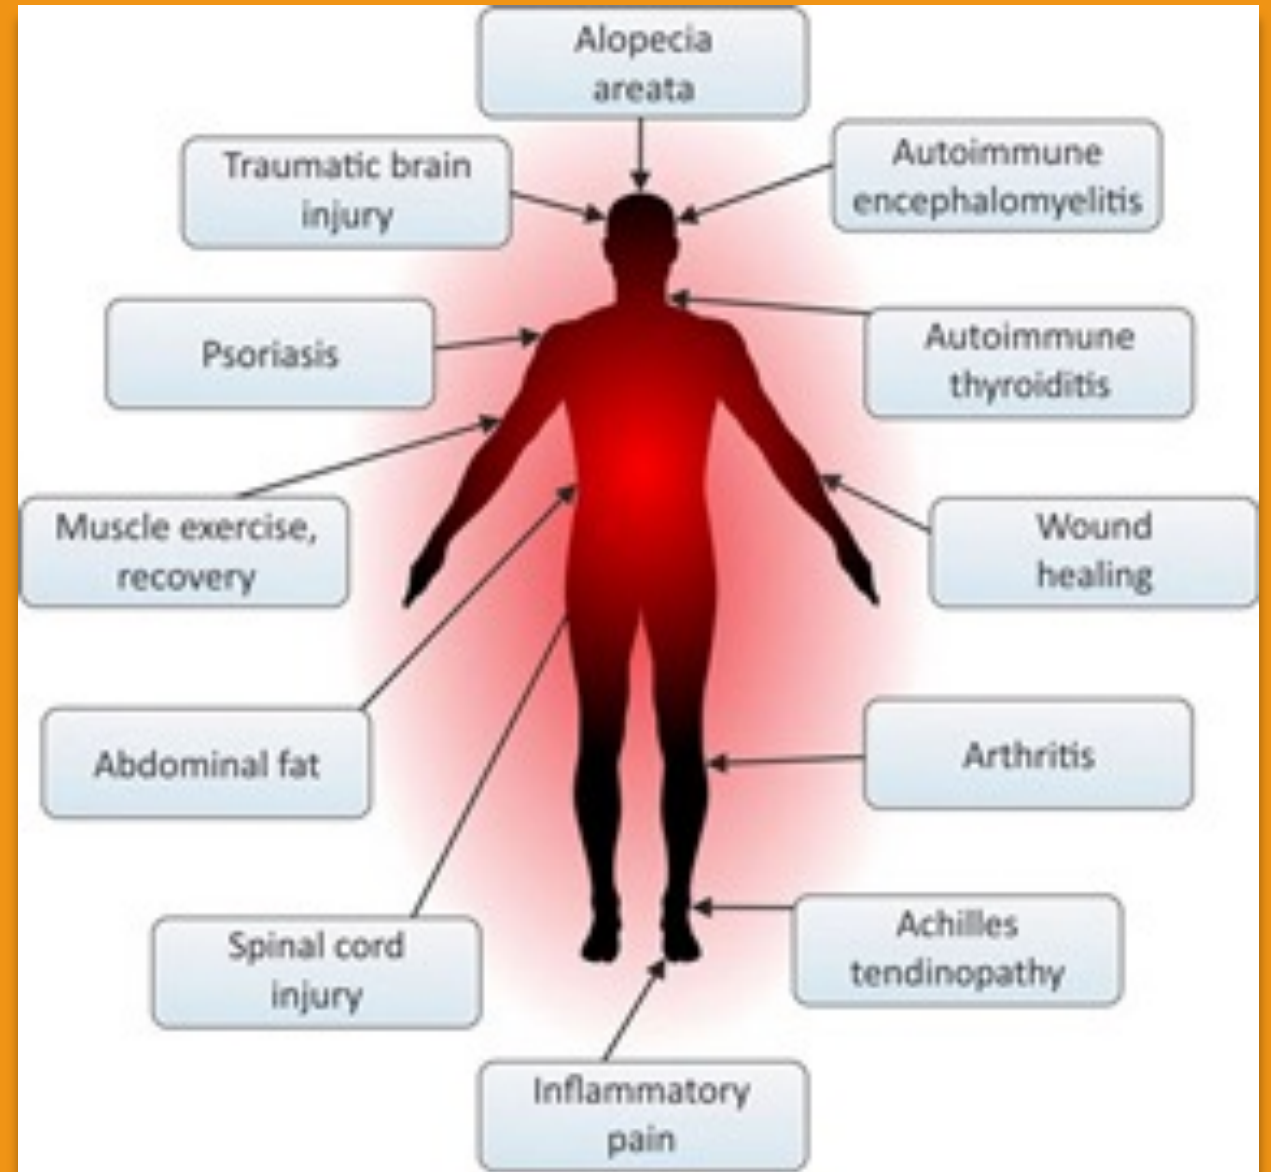 Alopecia
areata
Traumatic brain
injury
Autoimmune
encephalomyelitis
Psoriasis
Autoimmune
thyroiditis
Muscle exercise,
recovery
Wound
healing
Abdominal fat
Arthritis
Spinal cord
injury
Achilles
tendinopathy
Inflammatory
pain